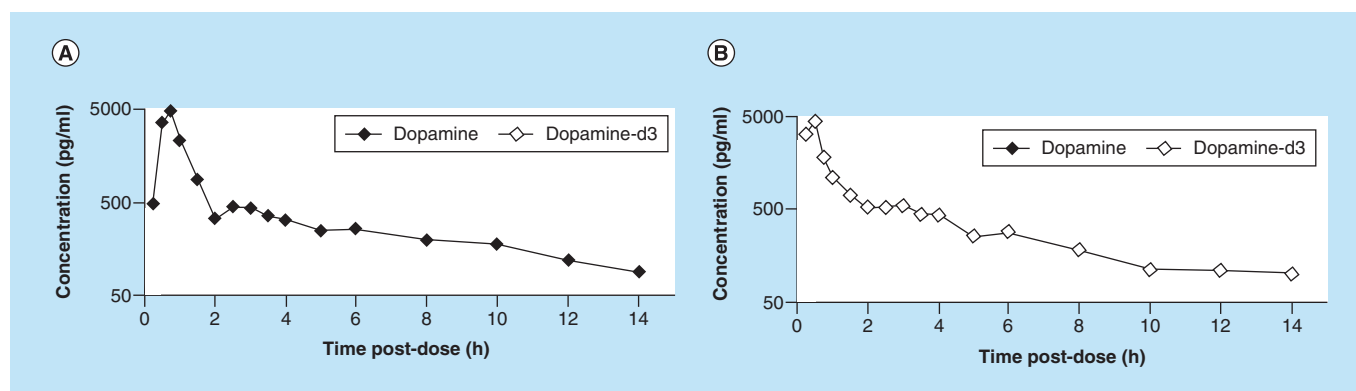 A
Concentration (pg/ml)
5000
500
50
Dopamine Dopamine-d3
0 2 4 6 8 10 12 14
Time post-dose (h)
B
Concentration (pg/ml)
5000
500
50
Dopamine Dopamine-d3
0 2 4 6 8 10 12 14
Time post-dose (h)